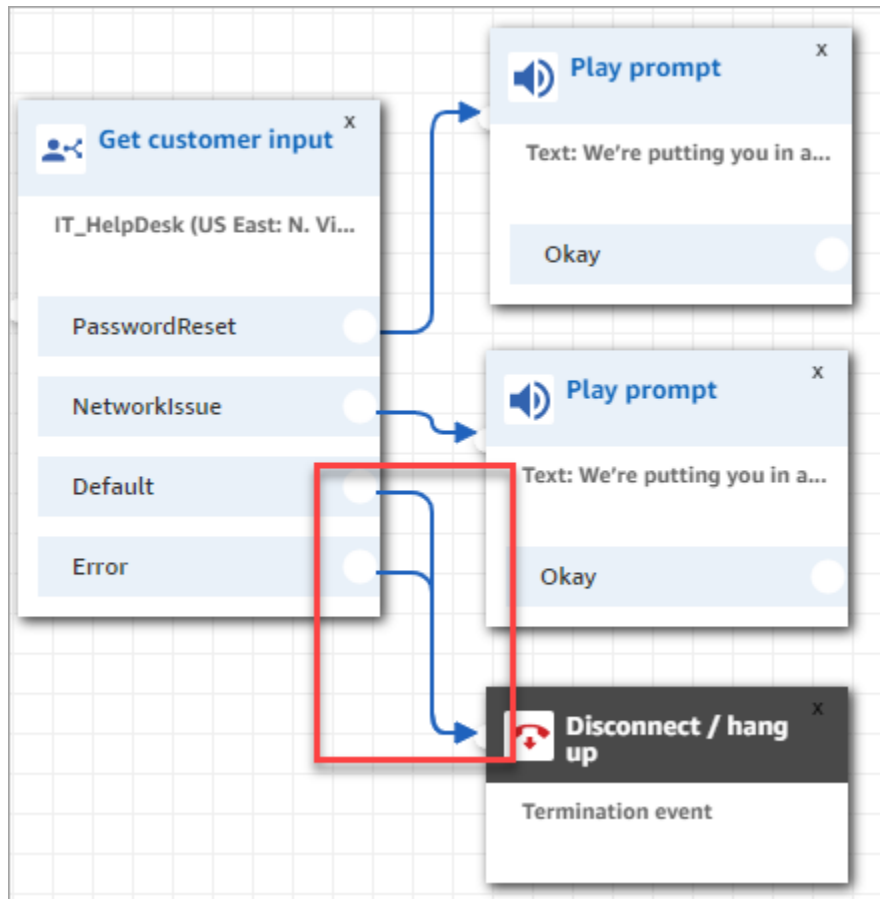 Get customer input
x
IT_HelpDesk (US East: N. Vi...
PasswordReset
NetworkIssue
Default
Error
Play prompt
x
Text: We're putting you in a...
Okay
Play prompt
x
Text: We're putting you in a...
Okay
Disconnect / hang
up
x
Termination event